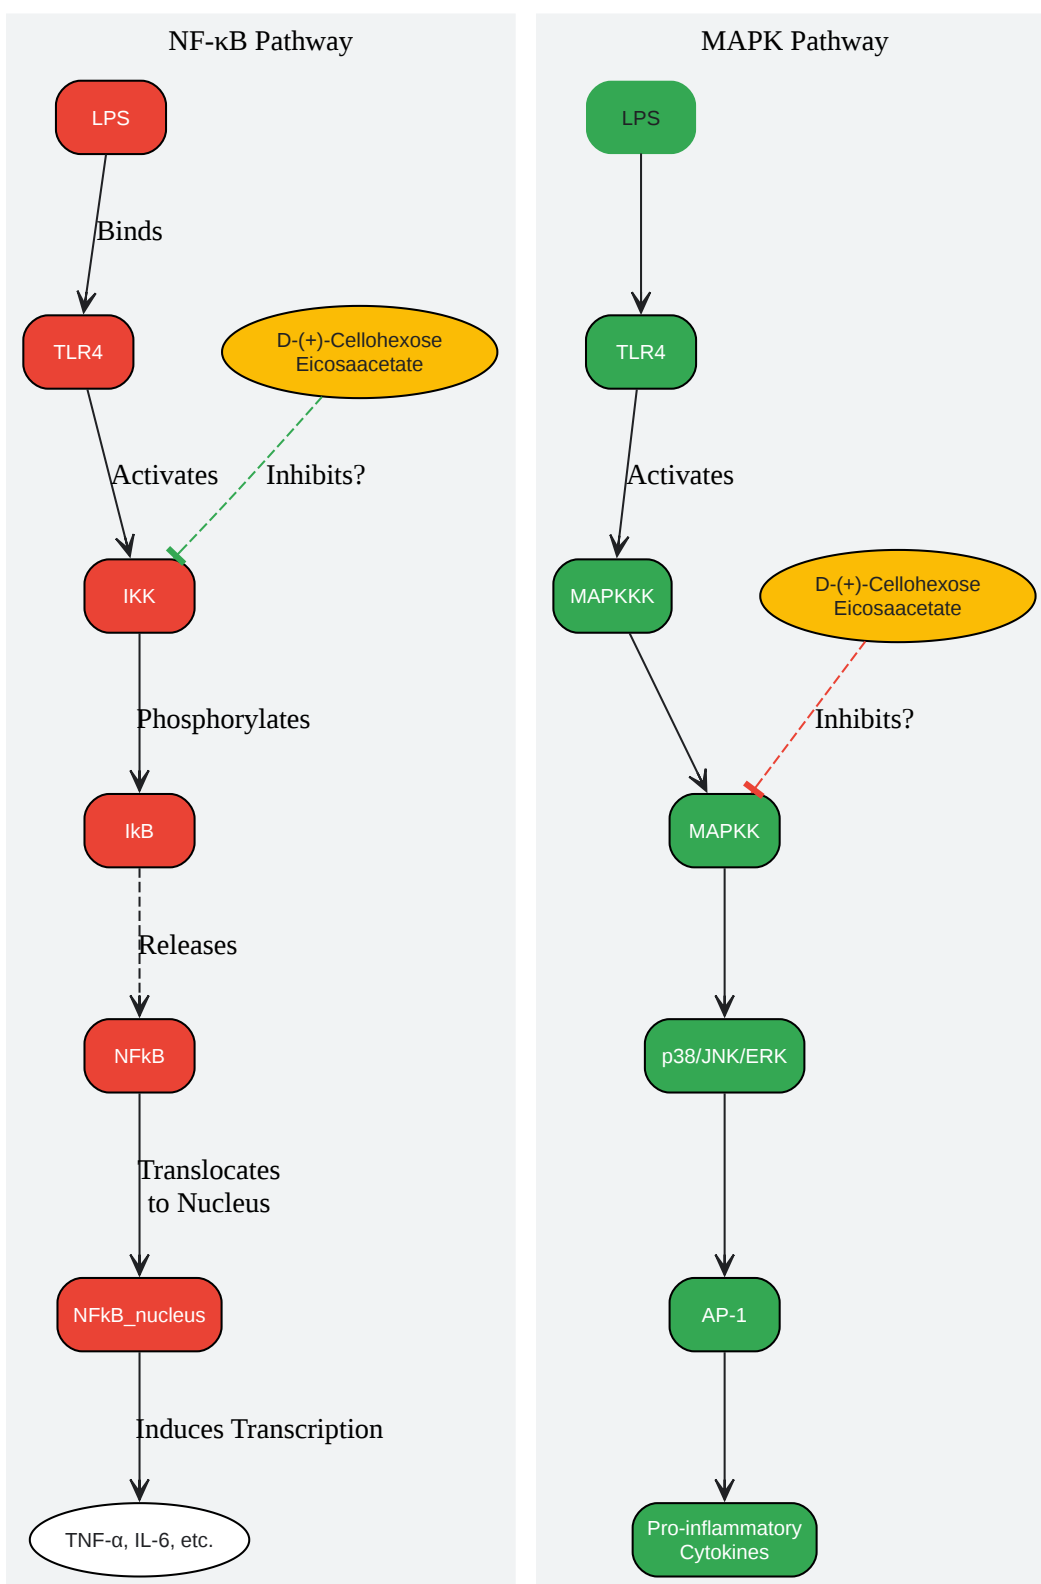 NF-κB Pathway
LPS
Binds
TLR4
D-(+)-Cellohexose
Eicosaacetate
Activates
Inhibits?
IKK
Phosphorylates
IkB
Releases
NFkB
Translocates
to Nucleus
NFkB_nucleus
Induces Transcription
TNF-α, IL-6, etc.
MAPK Pathway
LPS
TLR4
Activates
MAPKKK
D-(+)-Cellohexose
Eicosaacetate
Inhibits?
MAPKK
p38/JNK/ERK
AP-1
Pro-inflammatory
Cytokines